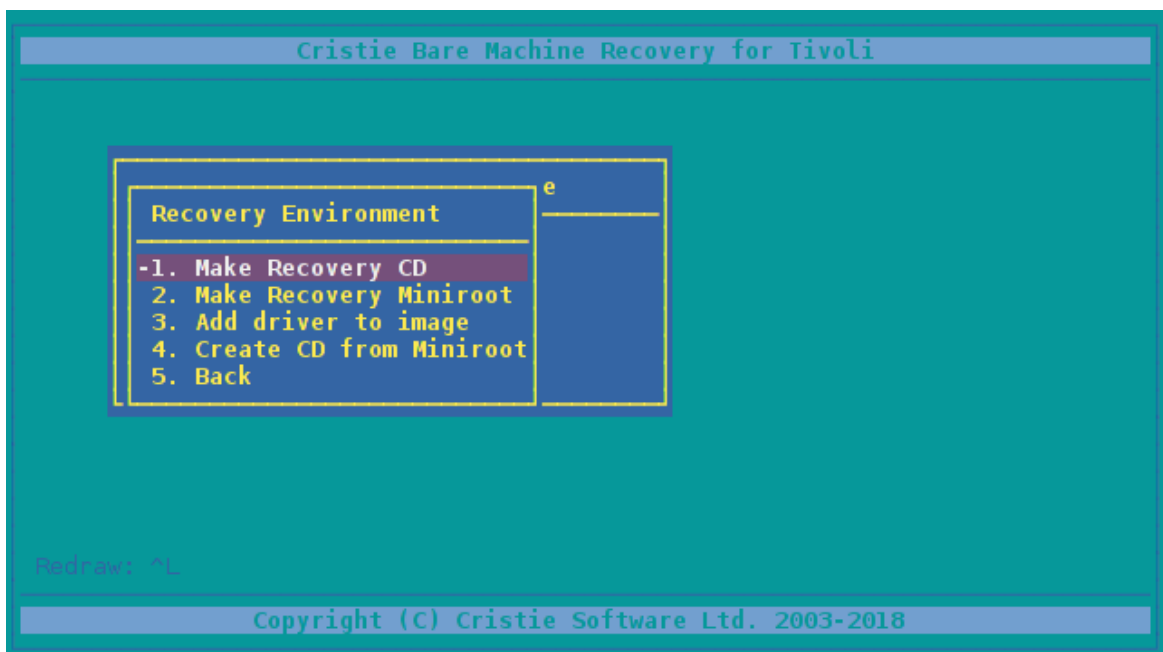 Cristie Bare Machine Recovery for Tivoli
e
Recovery Environment
-1. Make Recovery CD
2. Make Recovery Miniroot
3. Add driver to image
4. Create CD from Miniroot
5. Back
Redraw: ^L
Copyright (C) Cristie Software Ltd. 2003-2018